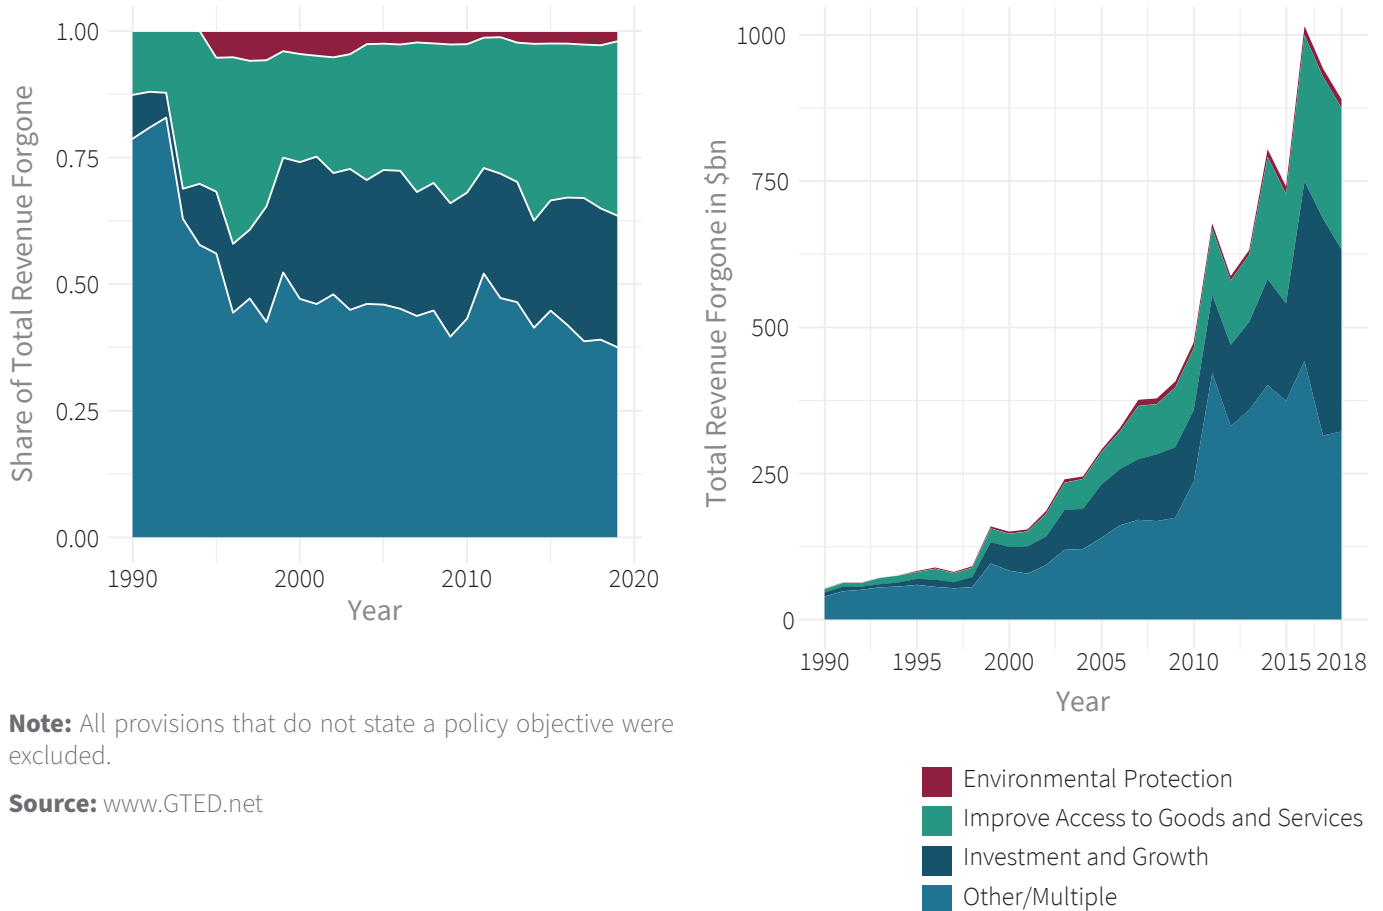 1.00
0.75
0.50
0.25
0.00
Share of Total Revenue Forgone
1990 2000 2010 2020
Year
1000
750
500
250
0
Total Revenue Forgone in $bn
1990 1995 2000 2005 2010 2015 2018
Year
Note: All provisions that do not state a policy objective were
excluded.
Source: www.GTED.net
Environmental Protection
Improve Access to Goods and Services
Investment and Growth
Other/Multiple